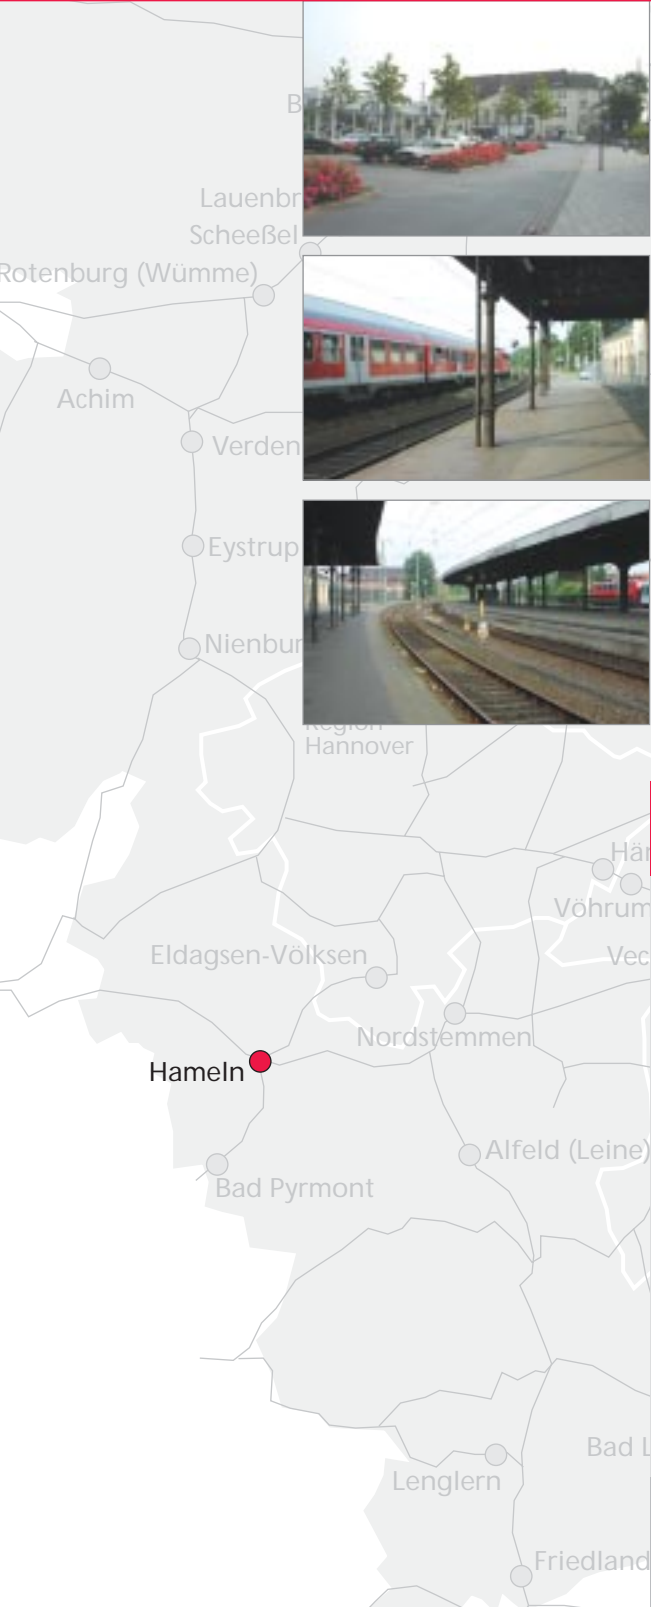 B
Lauenbr
Scheeßel
Rotenburg (Wümme)
Achim
Verden
Eystrup
Nienbur
Region
Hannover
Hän
Vöhrum
Eldagsen-Völksen
Vec
Nordstemmen
Hameln
Alfeld (Leine)
Bad Pyrmont
Bad L
Lenglern
Friedland